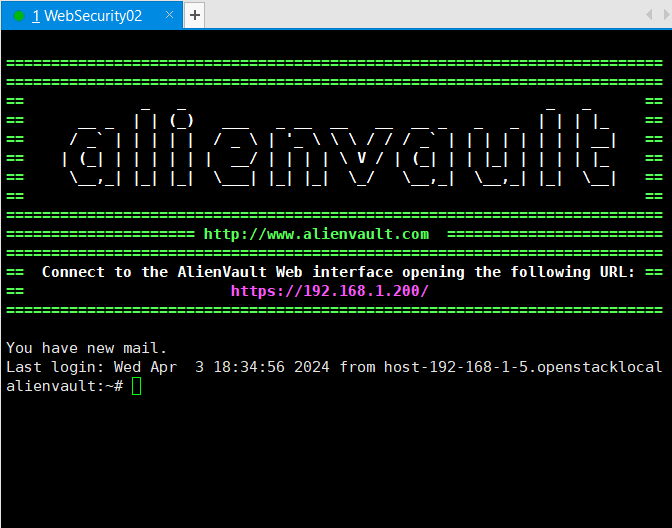 1 WebSecurity02
alienvault
http://www.alienvault.com
Connect to the AlienVault Web interface opening the following URL:
https://192.168.1.200/
You have new mail.
Last login: Wed Apr  3 18:34:56 2024 from host-192-168-1-5.openstacklocal
alienvault:~#